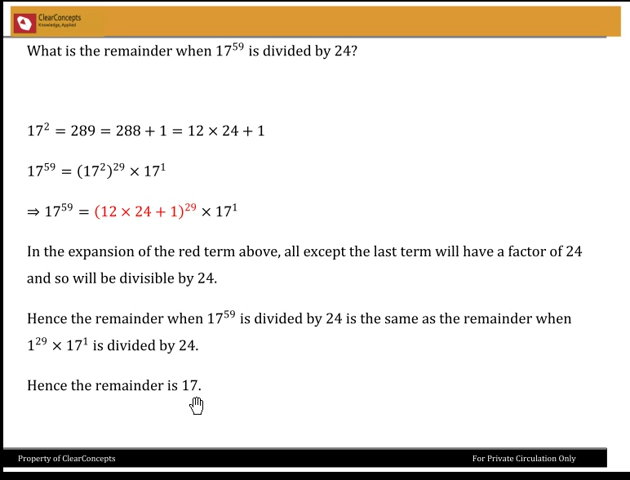 ClearConcepts
Knowledge, Applied
What is the remainder when 17⁵⁹ is divided by 24?
17² = 289 = 288 + 1 = 12 × 24 + 1
17⁵⁹ = (17²)²⁹ × 17¹
⇒ 17⁵⁹ = (12 × 24 + 1)²⁹ × 17¹
In the expansion of the red term above, all except the last term will have a factor of 24
and so will be divisible by 24.
Hence the remainder when 17⁵⁹ is divided by 24 is the same as the remainder when
1²⁹ × 17¹ is divided by 24.
Hence the remainder is 17.
Property of ClearConcepts
For Private Circulation Only